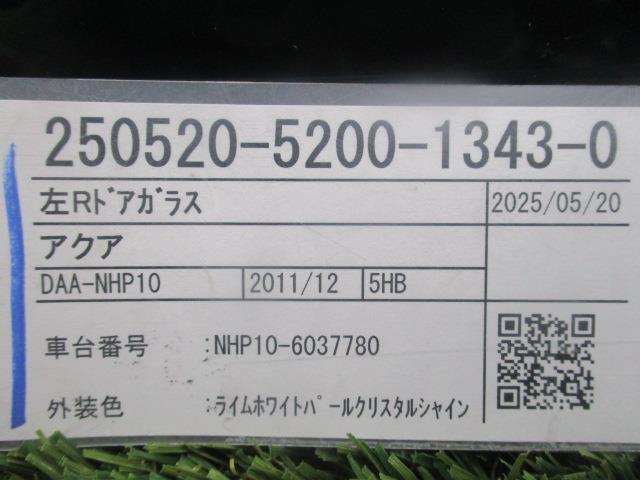 250520-5200-1343-0
左Rﾄﾞｱｶﾞﾗｽ 2025/05/20
アクア
DAA-NHP10 2011/12 5HB
車台番号 :NHP10-6037780
外装色 :ﾗｲﾑﾎﾜｲﾄﾊﾟｰﾙｸﾘｽﾀﾙｼｬｲﾝ